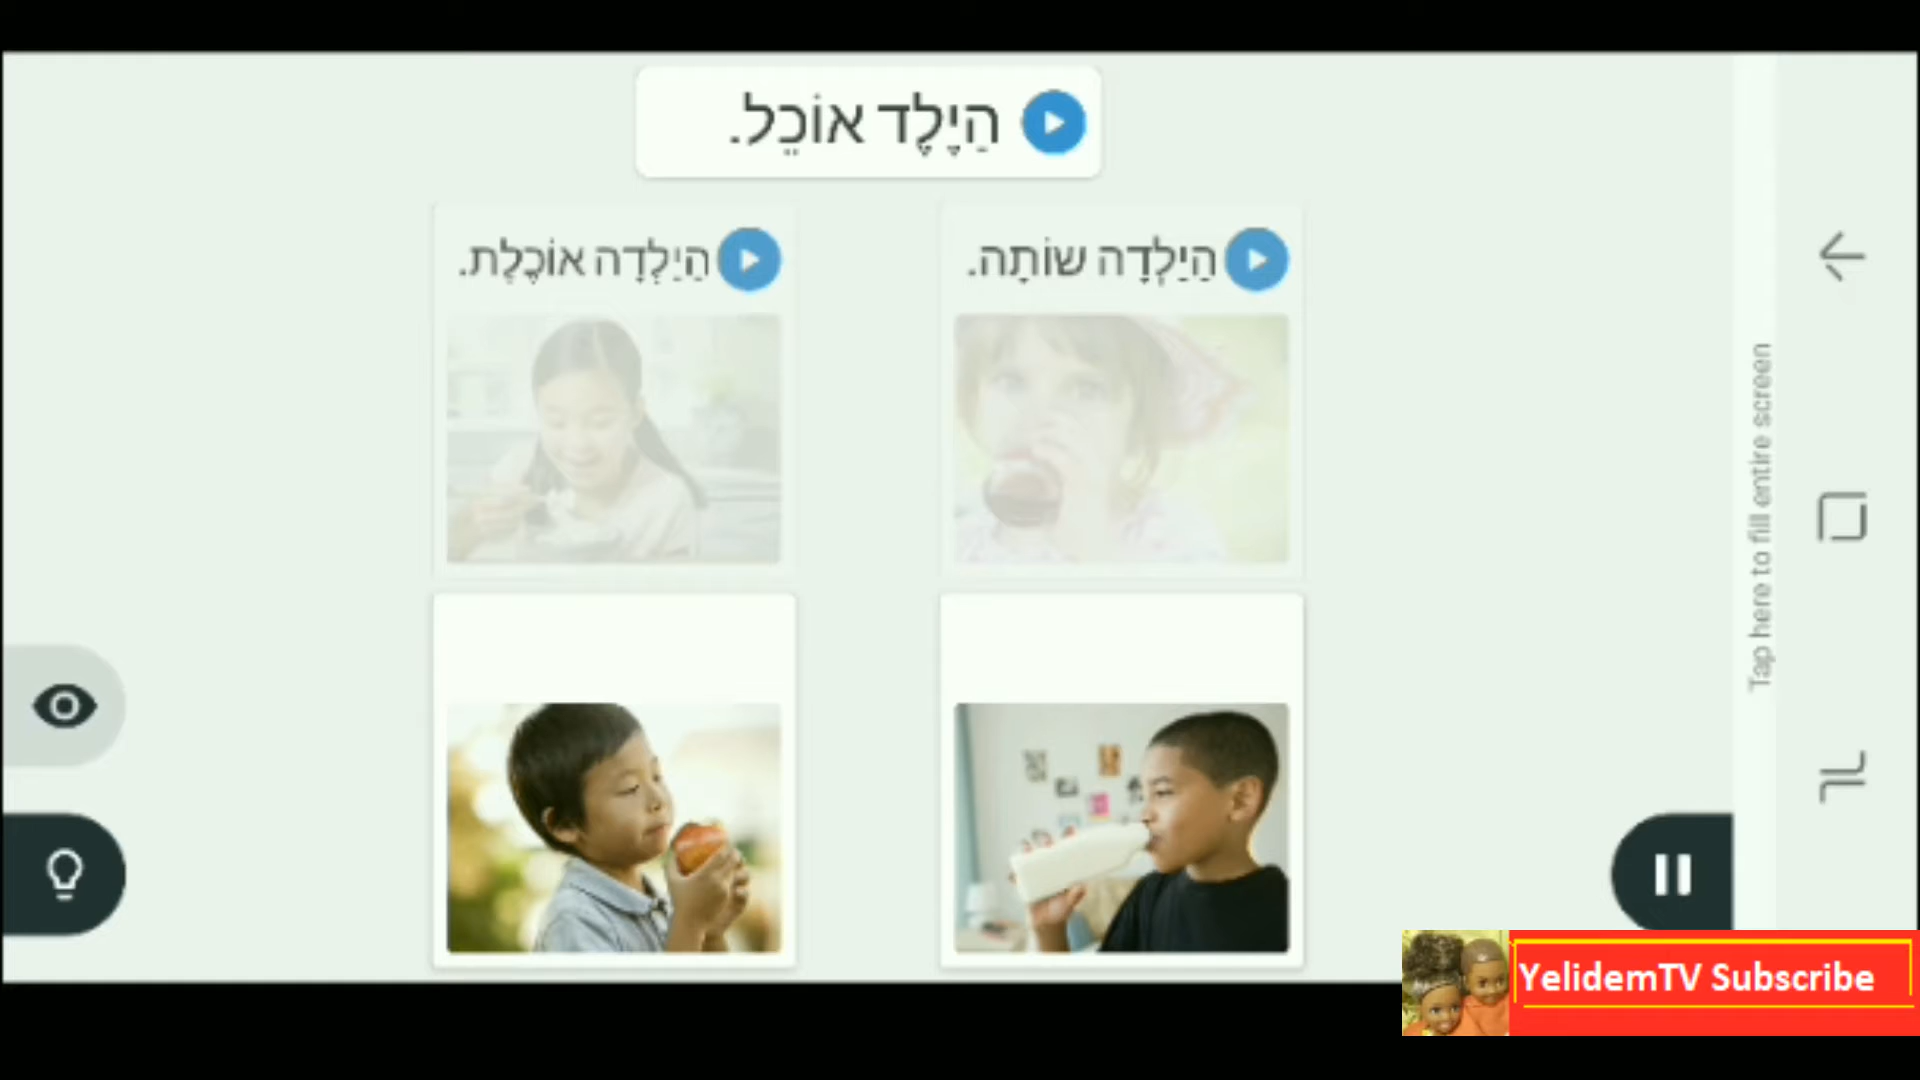 הַיֶּלֶד אוֹכֵל.
הַיַּלְדָה שׁוֹתָה.
הַיַּלְדָה אוֹכֶלֶת.
Tap here to fill entire screen
YelidemTV Subscribe